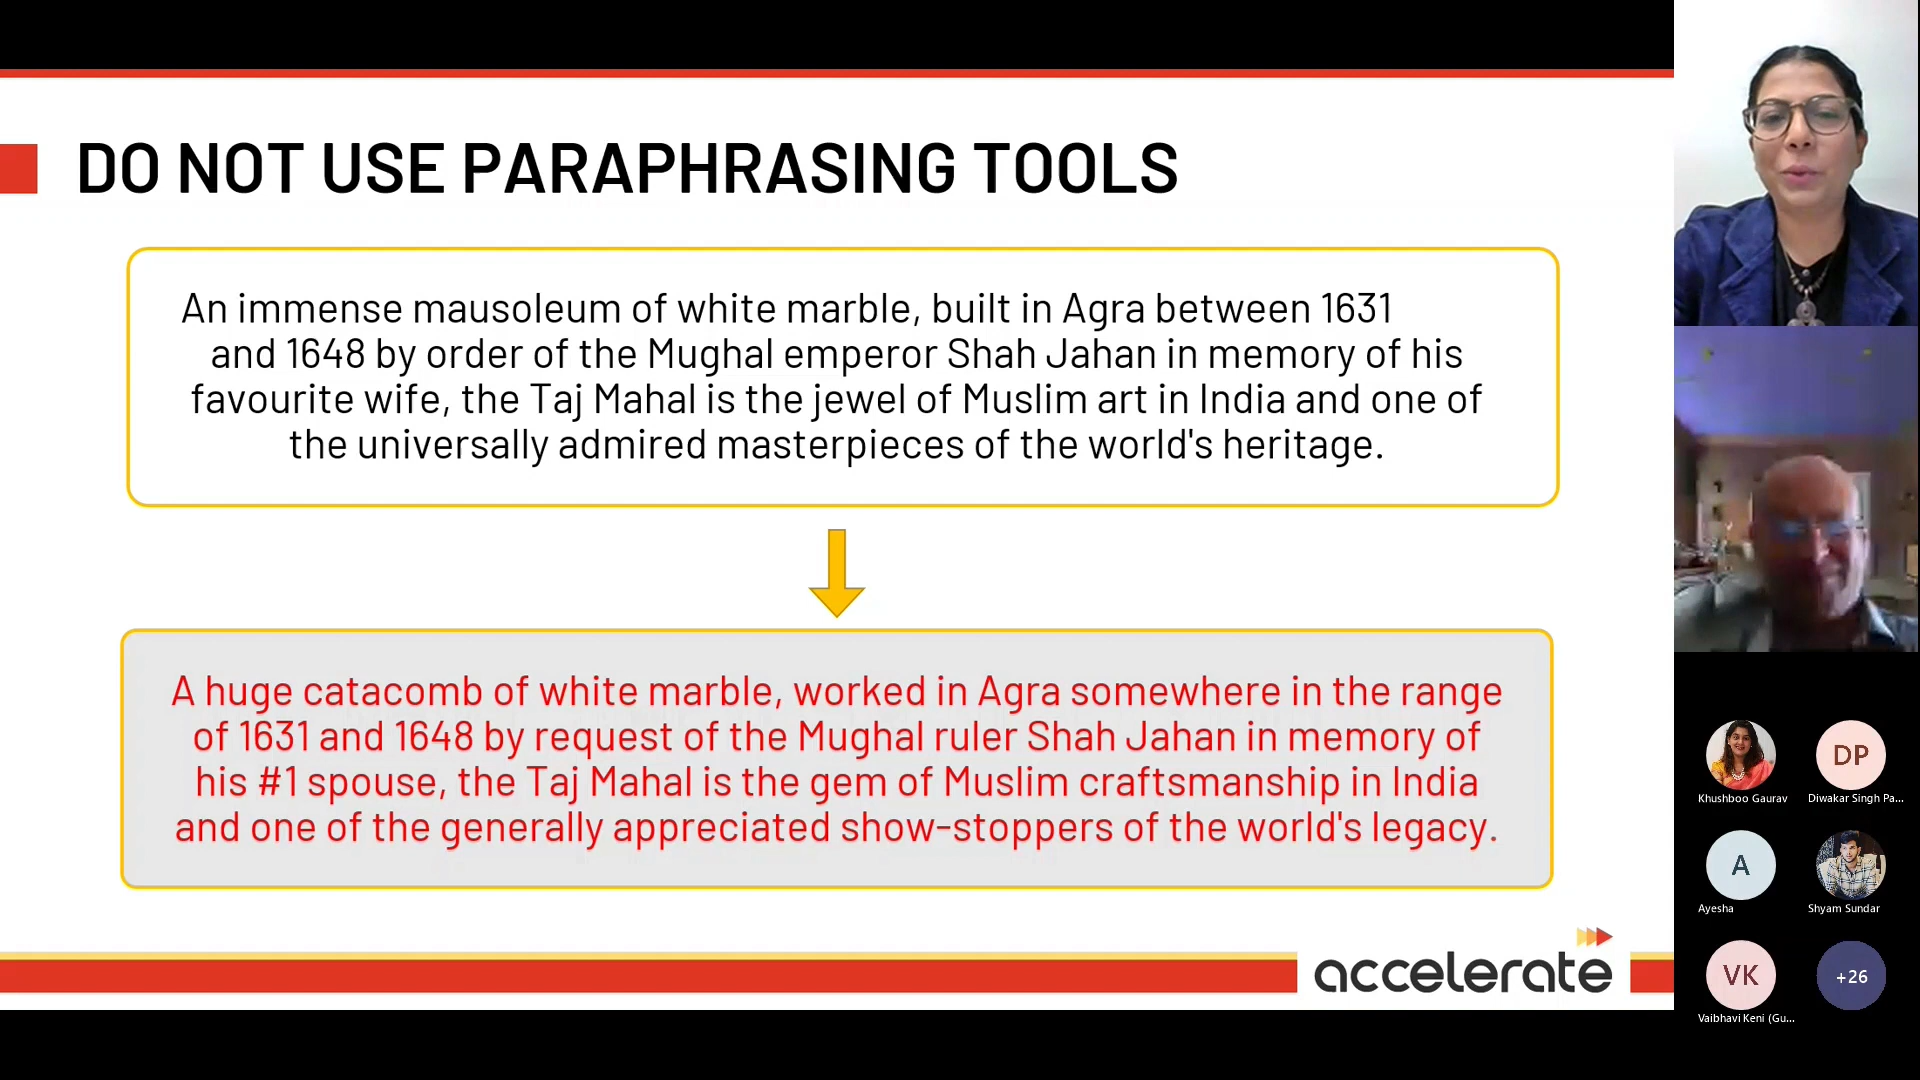 DO NOT USE PARAPHRASING TOOLS
An immense mausoleum of white marble, built in Agra between 1631
and 1648 by order of the Mughal emperor Shah Jahan in memory of his
favourite wife, the Taj Mahal is the jewel of Muslim art in India and one of
the universally admired masterpieces of the world's heritage.
A huge catacomb of white marble, worked in Agra somewhere in the range
of 1631 and 1648 by request of the Mughal ruler Shah Jahan in memory of
his #1 spouse, the Taj Mahal is the gem of Muslim craftsmanship in India
and one of the generally appreciated show-stoppers of the world's legacy.
accelerate
DP
Khushboo Gaurav
Diwakar Singh Pa...
A
Ayesha
Shyam Sundar
VK
+26
Vaibhavi Keni (Gu...